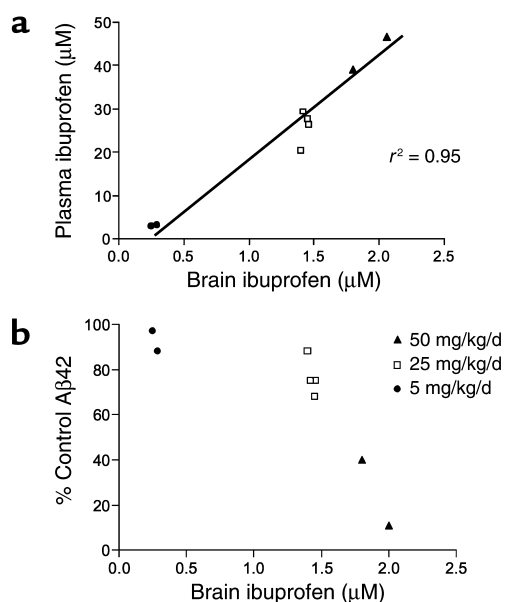 a
Plasma ibuprofen (μM)
50
40
30
20
10
0
r² = 0.95
0.0 0.5 1.0 1.5 2.0 2.5
Brain ibuprofen (μM)
b
% Control Aβ42
100
80
60
40
20
0
50 mg/kg/d
25 mg/kg/d
5 mg/kg/d
0.0 0.5 1.0 1.5 2.0 2.5
Brain ibuprofen (μM)